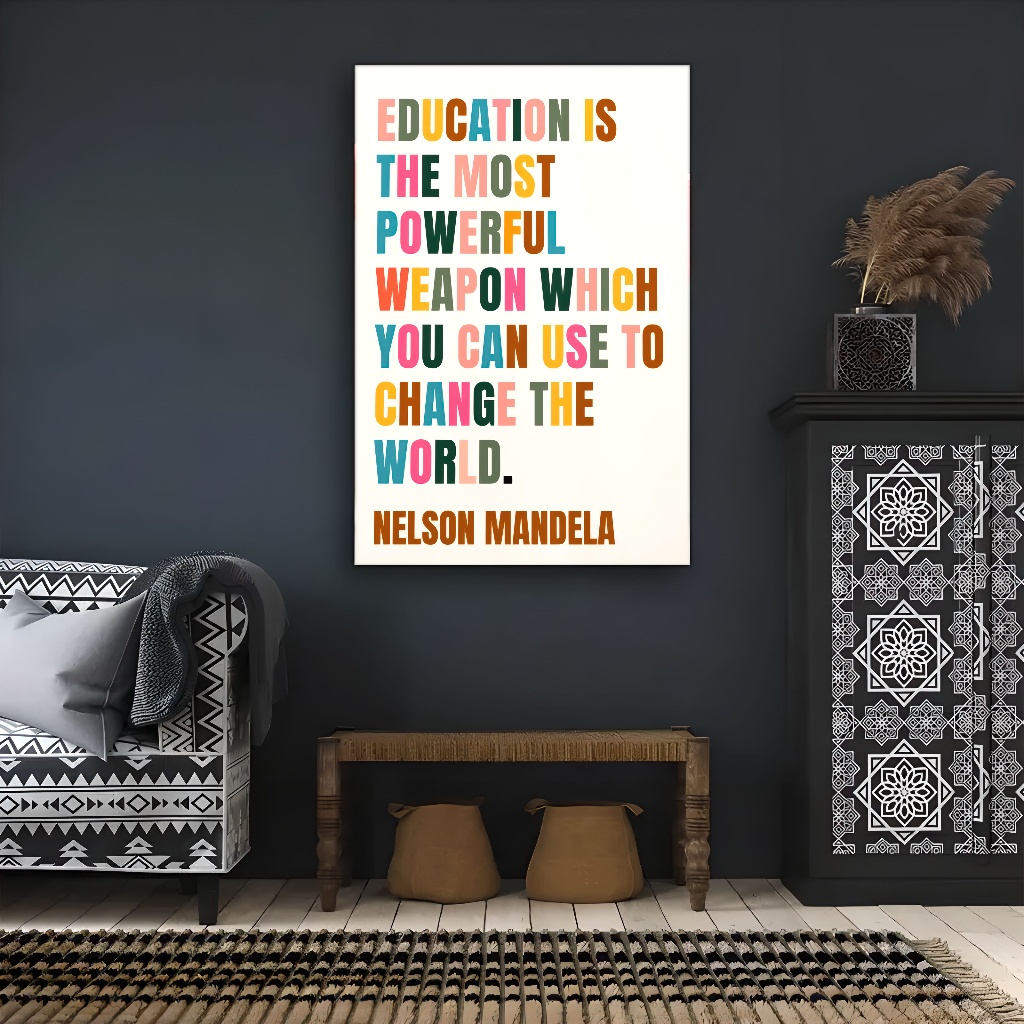 EDUCATION IS
THE MOST
POWERFUL
WEAPON WHICH
YOU CAN USE TO
CHANGE THE
WORLD.
NELSON MANDELA